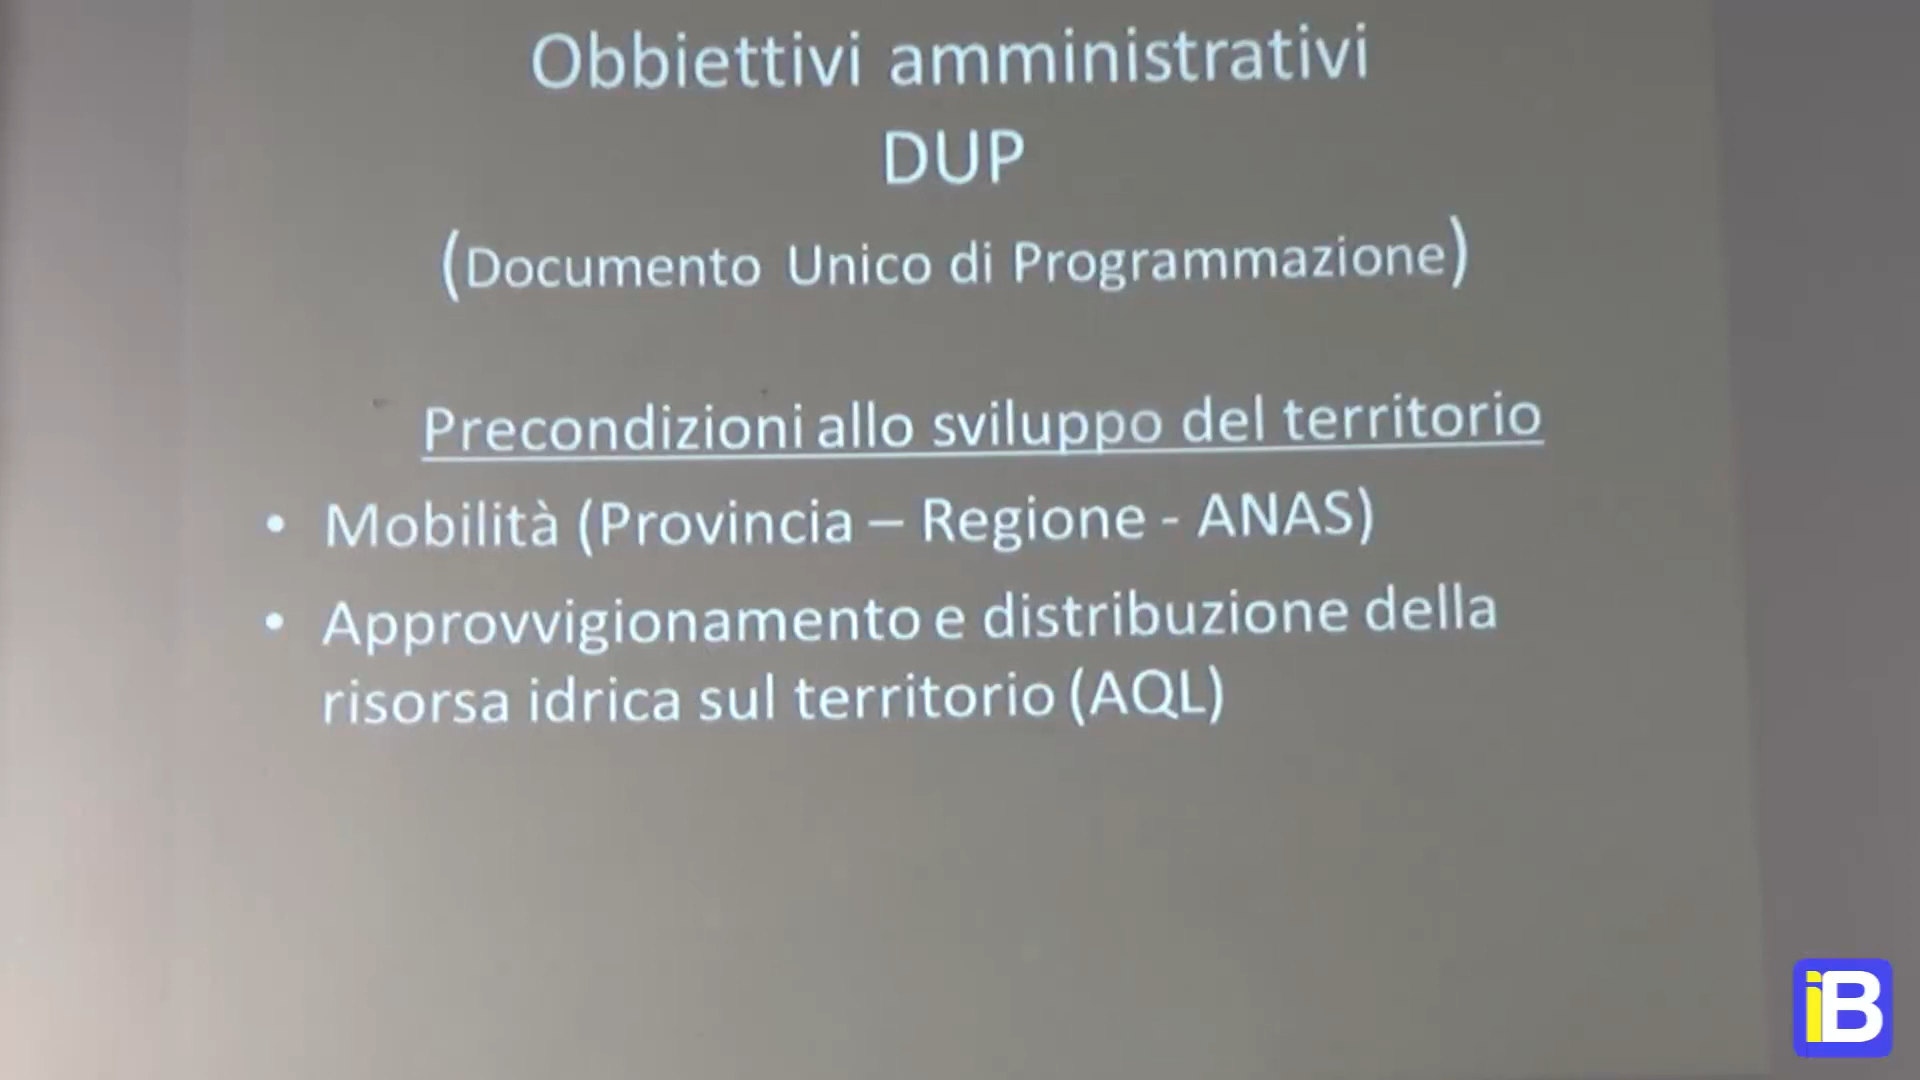 Obbiettivi amministrativi
DUP
(Documento Unico di Programmazione)
Precondizioni allo sviluppo del territorio
• Mobilità (Provincia – Regione - ANAS)
• Approvvigionamento e distribuzione della
risorsa idrica sul territorio (AQL)
iB